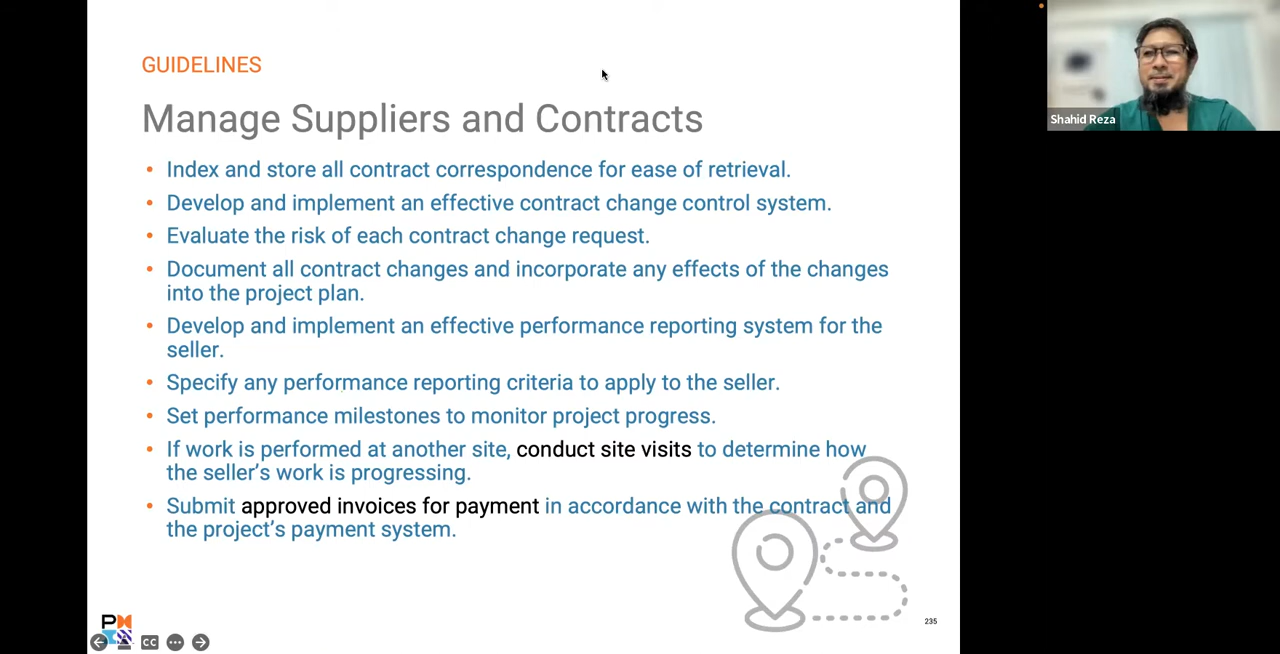 GUIDELINES
Manage Suppliers and Contracts
• Index and store all contract correspondence for ease of retrieval.
• Develop and implement an effective contract change control system.
• Evaluate the risk of each contract change request.
• Document all contract changes and incorporate any effects of the changes
into the project plan.
• Develop and implement an effective performance reporting system for the
seller.
• Specify any performance reporting criteria to apply to the seller.
• Set performance milestones to monitor project progress.
• If work is performed at another site, conduct site visits to determine how
the seller's work is progressing.
• Submit approved invoices for payment in accordance with the contract and
the project's payment system.
235
CC
Shahid Reza